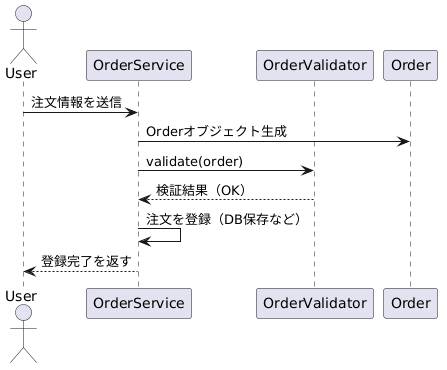 User
OrderService
OrderValidator
Order
注文情報を送信
Orderオブジェクト生成
validate(order)
検証結果（OK）
注文を登録（DB保存など）
登録完了を返す
User
OrderService
OrderValidator
Order